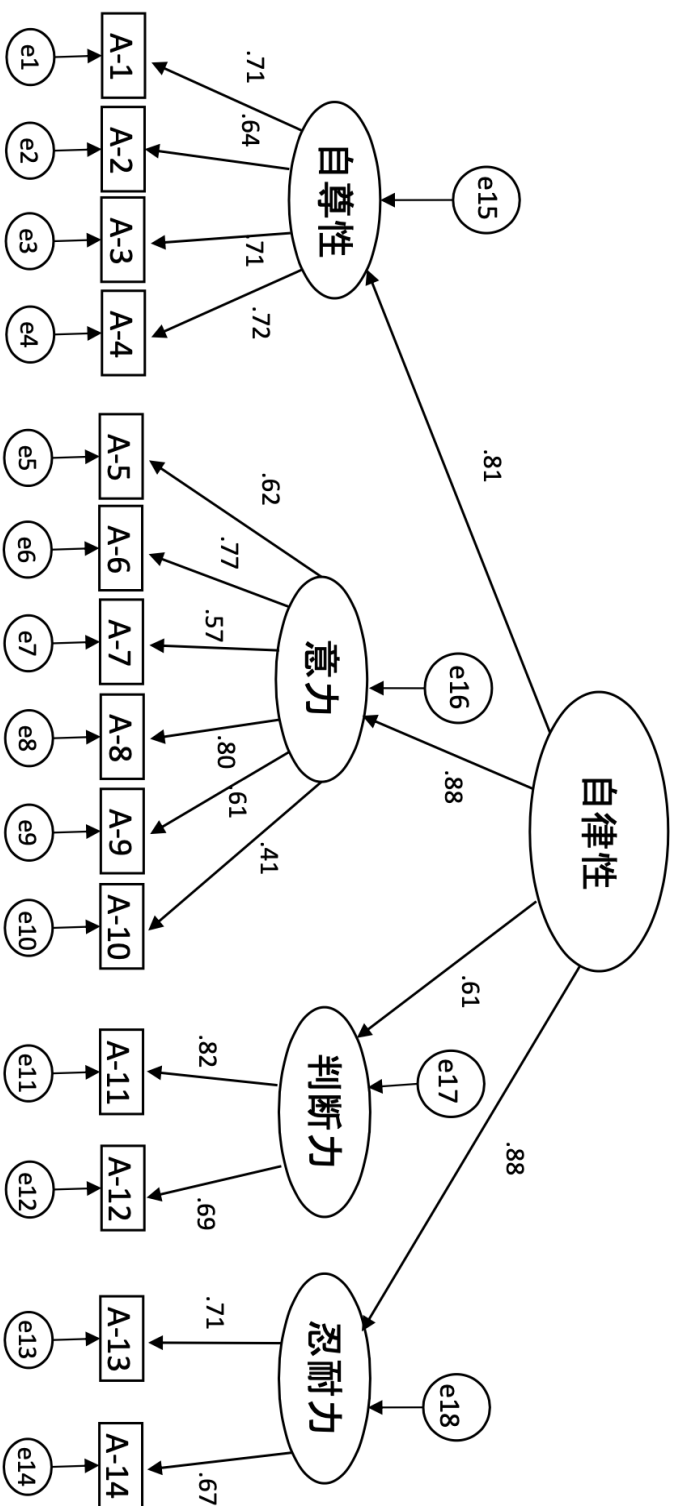 自律性
.81
.88
.61
.88
e15
e16
e17
e18
自尊性
意力
判断力
忍耐力
.71
.64
.71
.72
.62
.77
.57
.80
.61
.41
.82
.69
.71
.67
A-1
A-2
A-3
A-4
A-5
A-6
A-7
A-8
A-9
A-10
A-11
A-12
A-13
A-14
e1
e2
e3
e4
e5
e6
e7
e8
e9
e10
e11
e12
e13
e14